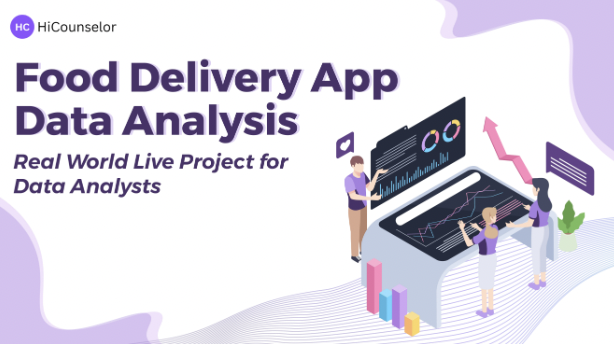 HC HiCounselor
Food Delivery App
Data Analysis
Real World Live Project for
Data Analysts